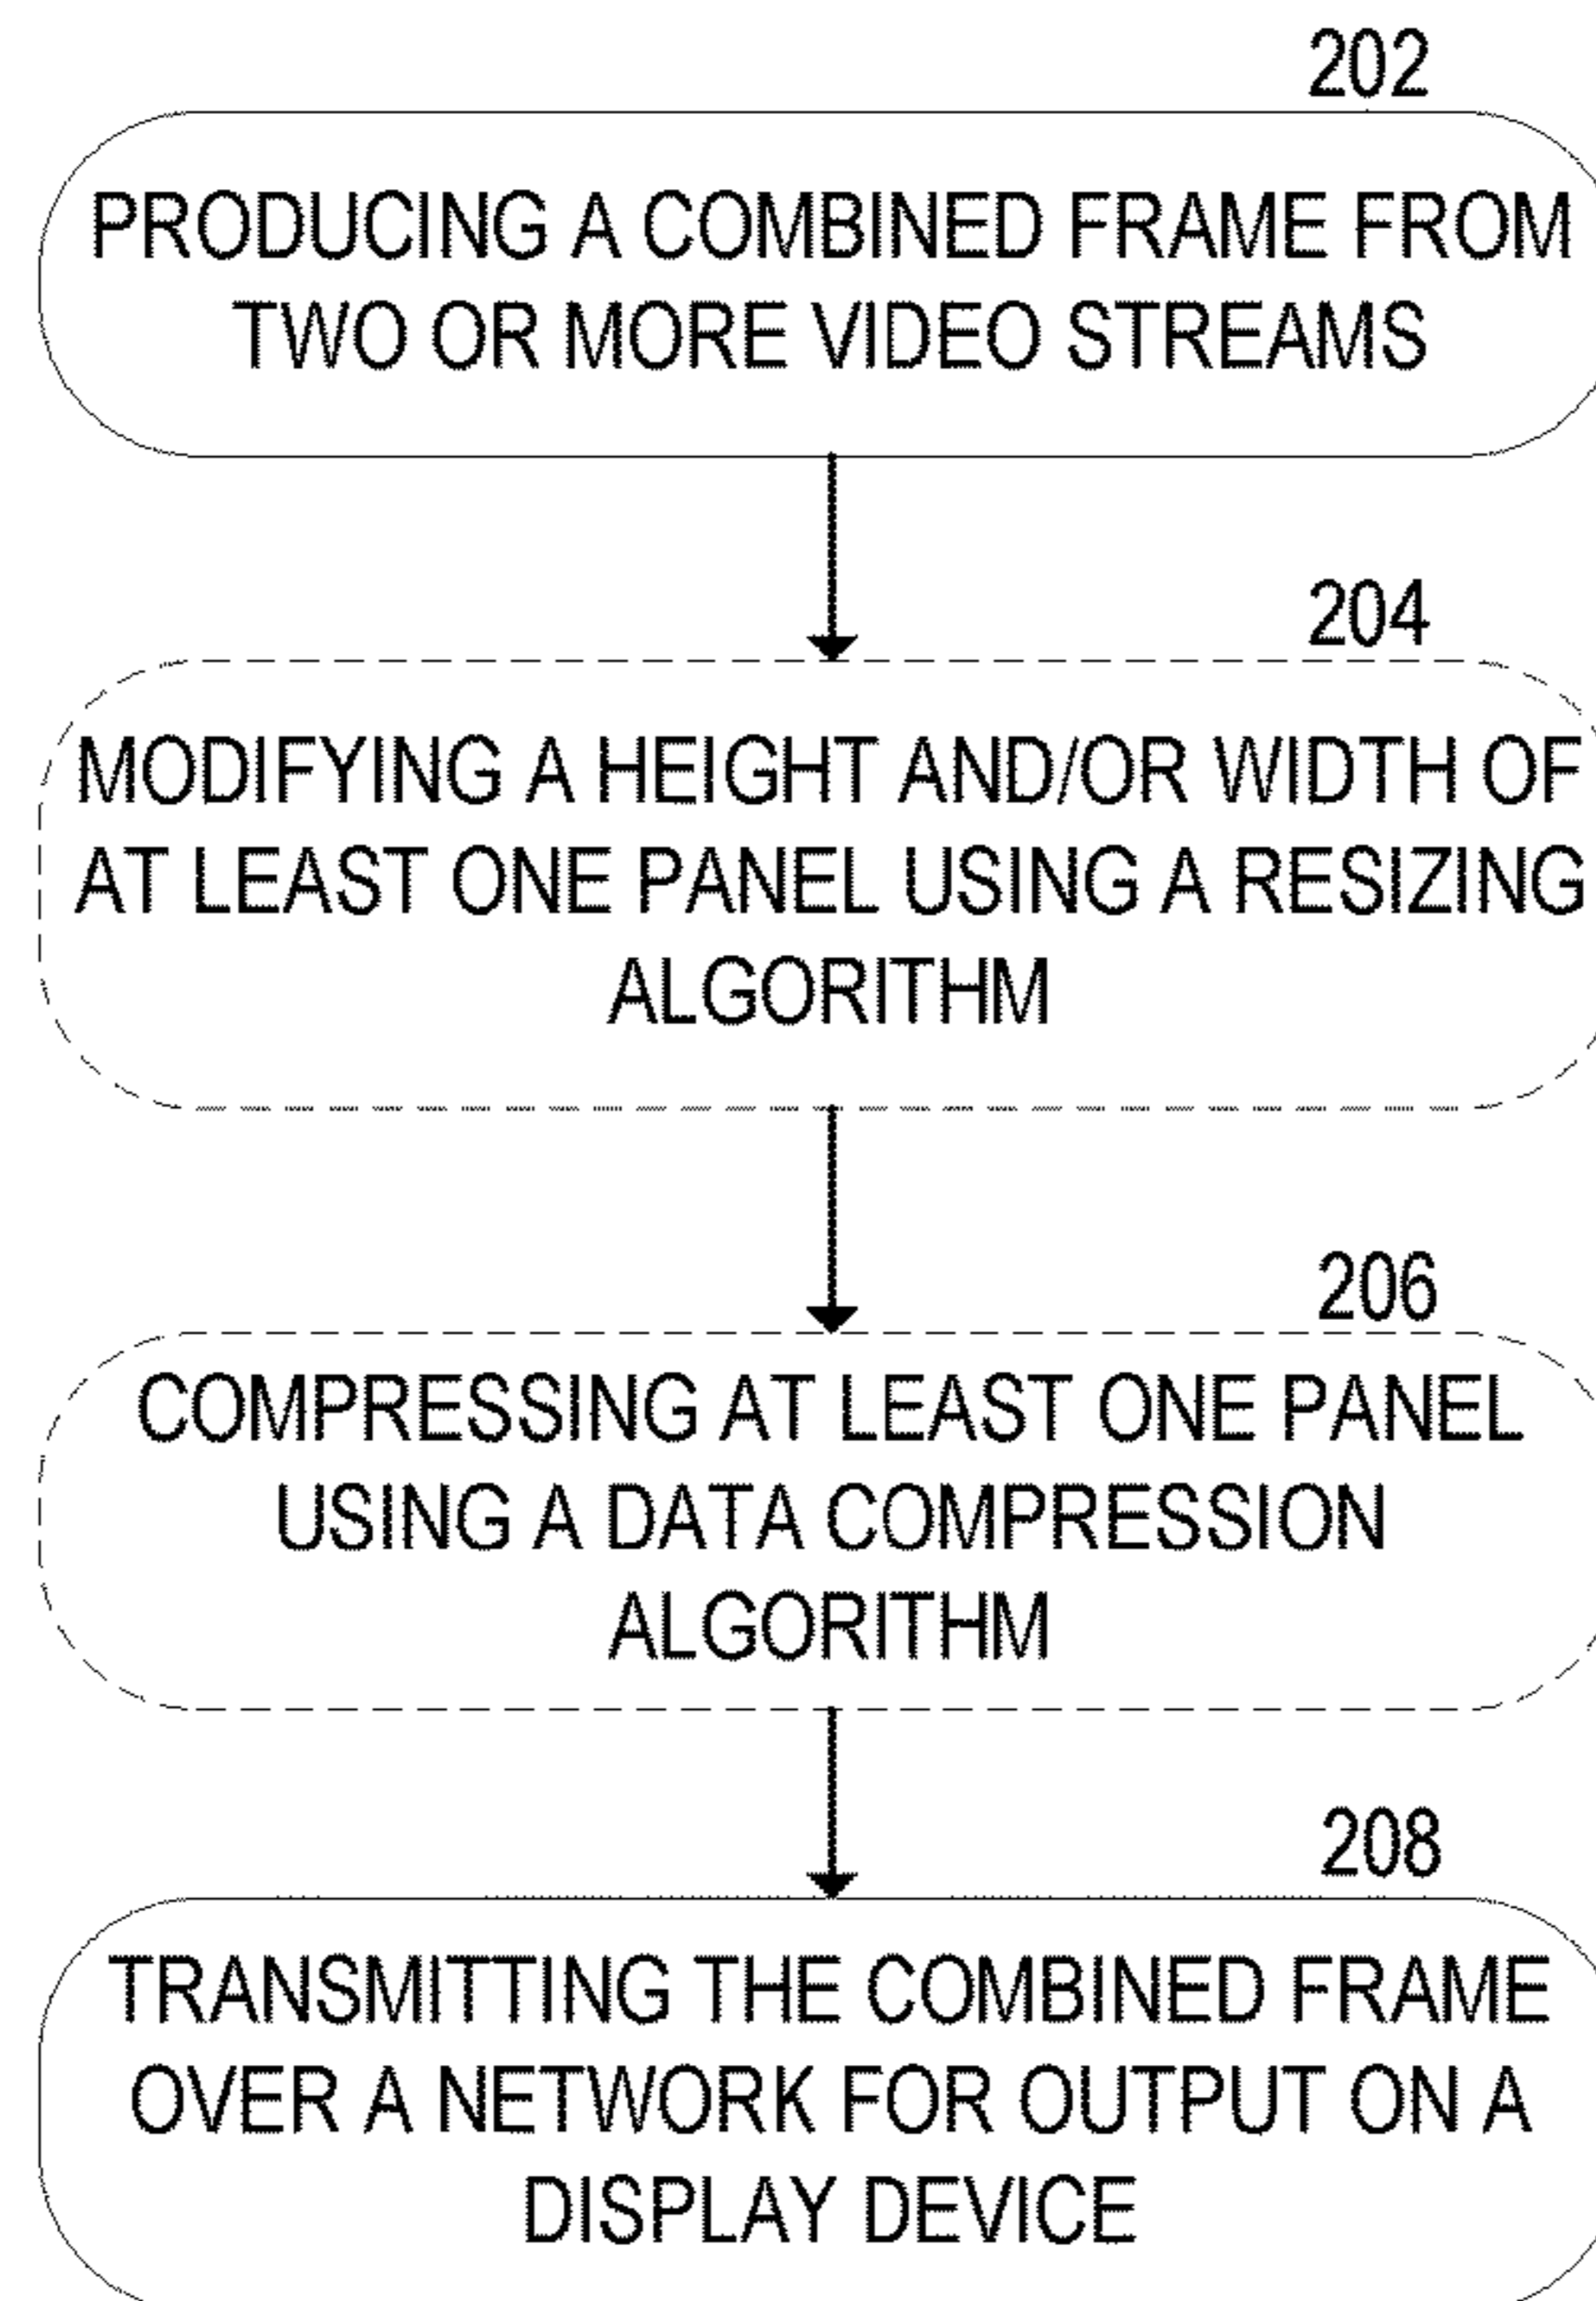 202
PRODUCING A COMBINED FRAME FROM
TWO OR MORE VIDEO STREAMS
204
MODIFYING A HEIGHT AND/OR WIDTH OF
AT LEAST ONE PANEL USING A RESIZING
ALGORITHM
206
COMPRESSING AT LEAST ONE PANEL
USING A DATA COMPRESSION
ALGORITHM
208
TRANSMITTING THE COMBINED FRAME
OVER A NETWORK FOR OUTPUT ON A
DISPLAY DEVICE